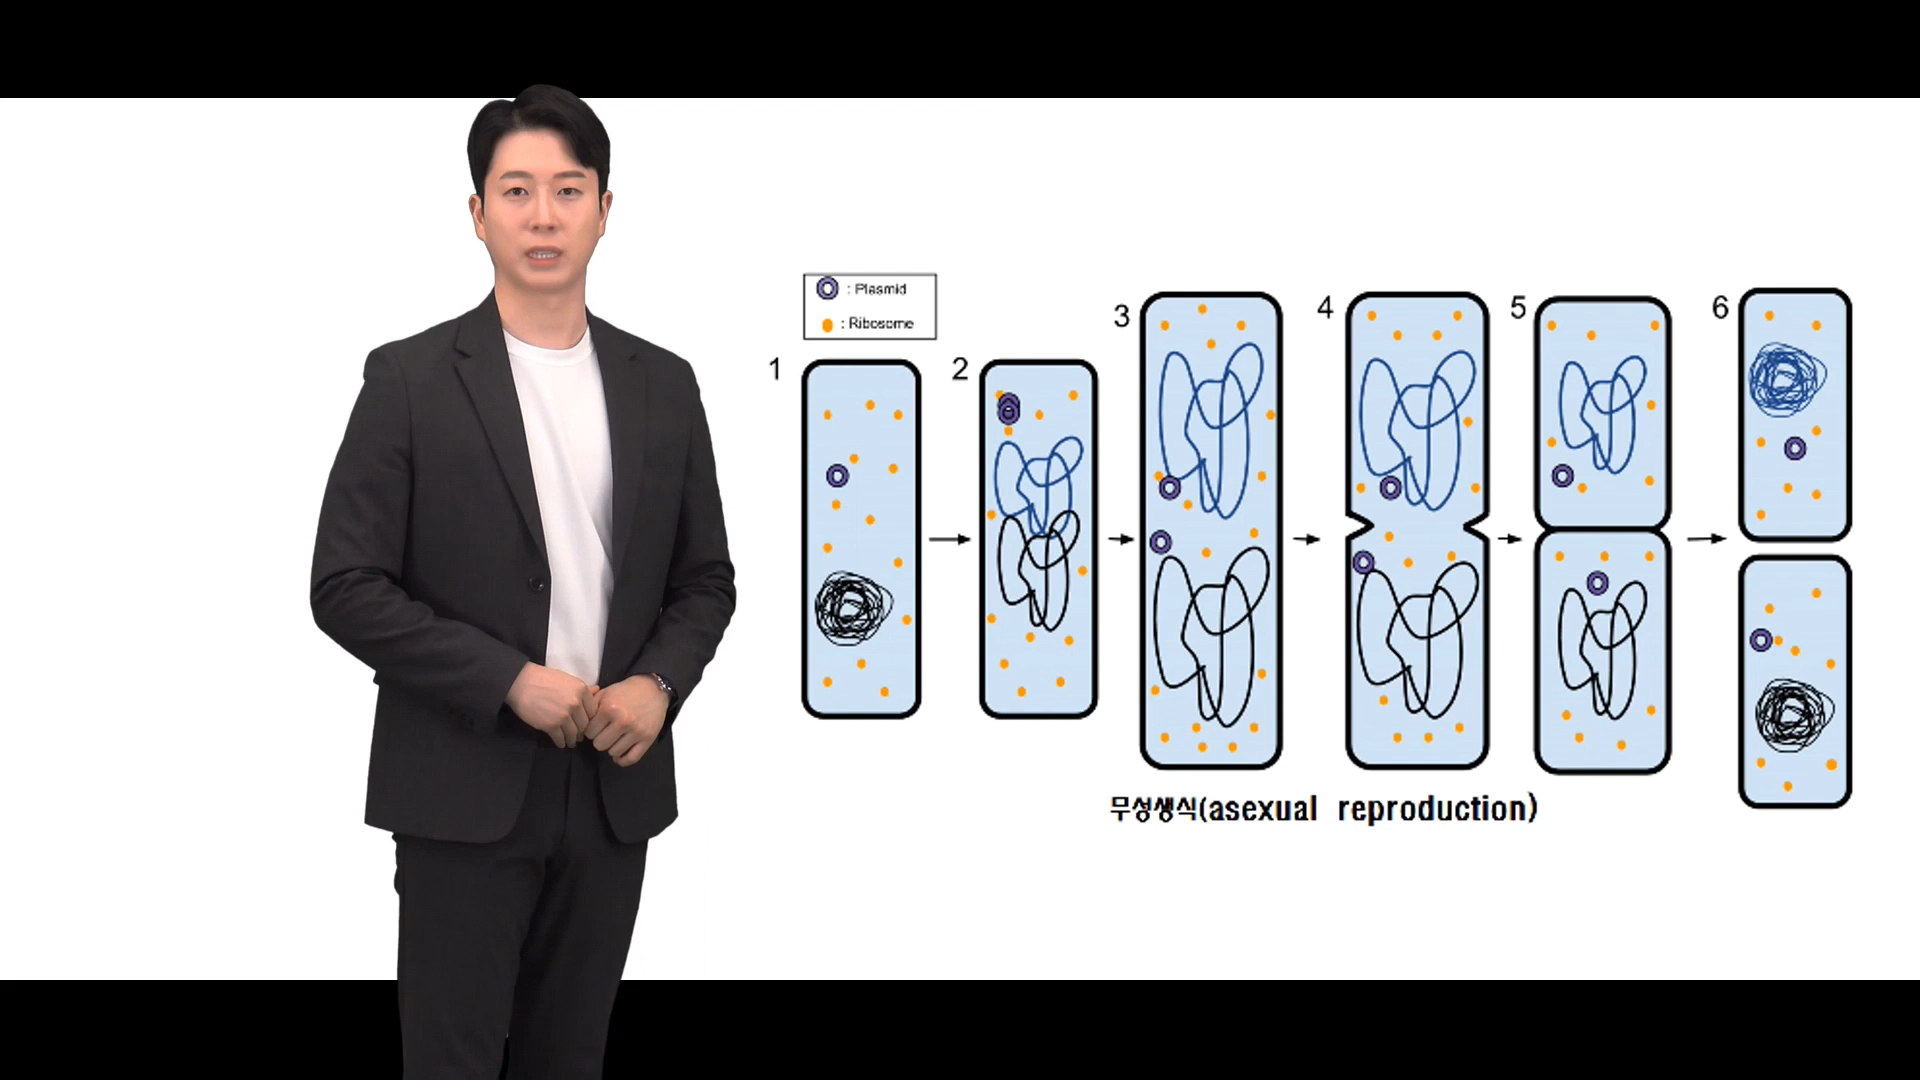 : Plasmid
: Ribosome
1
2
3
4
5
6
무성생식(asexual reproduction)